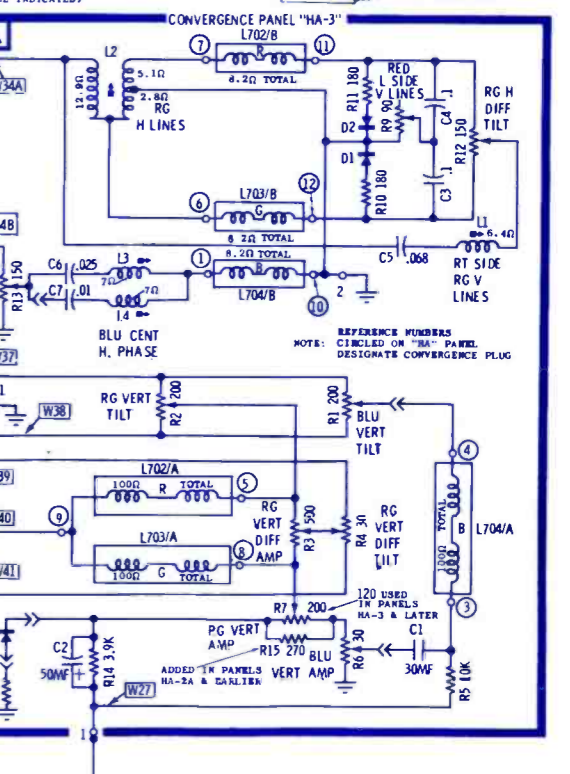 CONVERGENCE PANEL "HA-3"
L702/B
7
R
11
8.2Ω TOTAL
L2
12.9Ω
5.1Ω
2.8Ω
RG
H LINES
R11 180
RED
L SIDE
V LINES
R9 90
D2
D1
R10 180
C4 .1
C3 .1
R12 150
RG H
DIFF
TILT
W34A
L703/B
12
6
G
8.2Ω TOTAL
8.2Ω TOTAL
1
B
L704/B
10
2
C5 .068
L1
6.4Ω
RT SIDE
RG V
LINES
R13 150
C6 .025
C7 .01
L3
7Ω
7Ω
L4
BLU CENT
H. PHASE
NOTE: REFERENCE NUMBERS
CIRCLED ON "HA" PANEL
DESIGNATE CONVERGENCE PLUG
W38
RG VERT
TILT
R2 200
R1 200
BLU
VERT
TILT
L702/A
100Ω R TOTAL
5
9
L703/A
100Ω G TOTAL
8
RG
VERT
DIFF
AMP
R3 500
R4 30
RG
VERT
DIFF
TILT
4
100Ω TOTAL
B
L704/A
3
R7 200
120 USED
IN PANELS
HA-3 & LATER
RG VERT
AMP
R15 270
ADDED IN PANELS
HA-2A & EARLIER
BLU
VERT AMP
R6 30
C1
30MF
R5 10K
C2
50MF +
R14 3.9K
W27
1